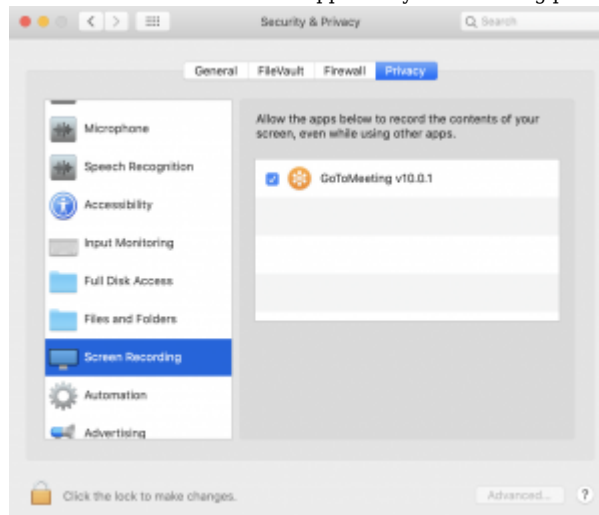 Security & Privacy
Search
General FileVault Firewall Privacy
Microphone
Speech Recognition
Accessibility
Input Monitoring
Full Disk Access
Files and Folders
Screen Recording
Automation
Advertising
Allow the apps below to record the contents of your
screen, even while using other apps.
GoToMeeting v10.0.1
Click the lock to make changes.
Advanced...
?